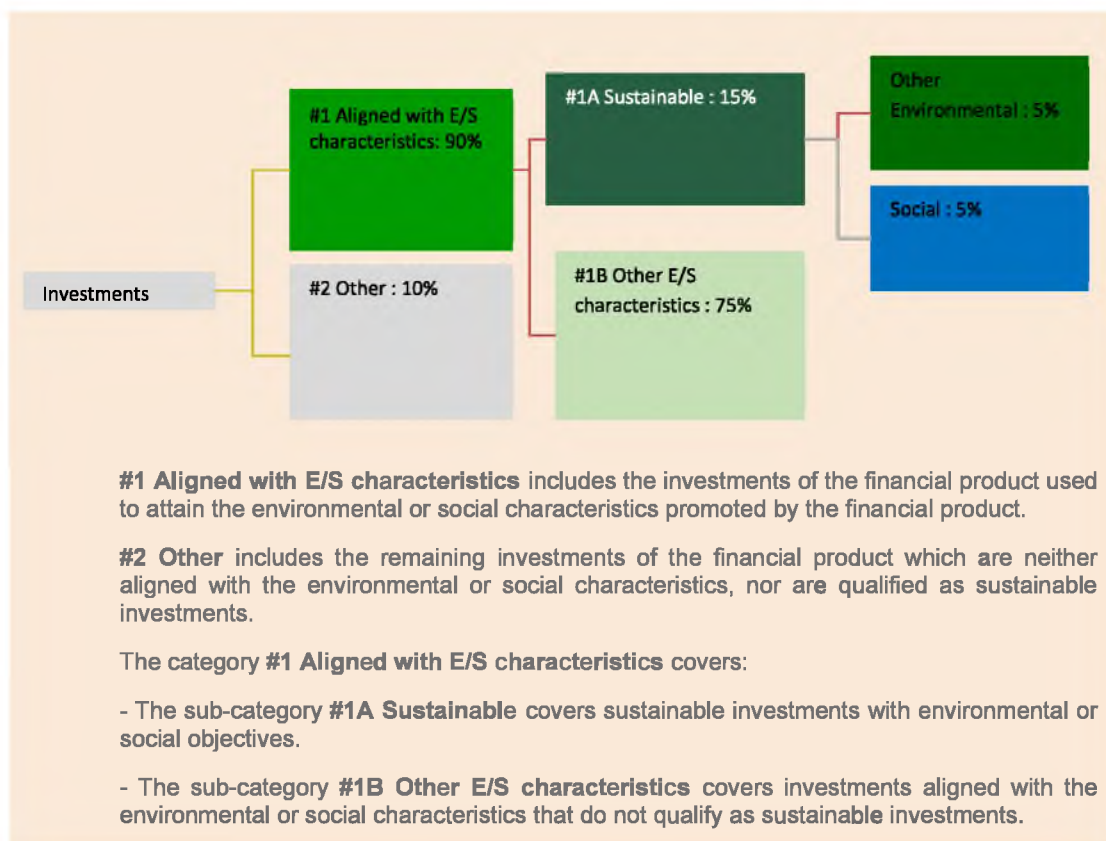 #1 Aligned with E/S
characteristics: 90%
#1A Sustainable : 15%
Other
Environmental : 5%
Social : 5%
Investments
#2 Other : 10%
#1B Other E/S
characteristics : 75%
#1 Aligned with E/S characteristics includes the investments of the financial product used
to attain the environmental or social characteristics promoted by the financial product.
#2 Other includes the remaining investments of the financial product which are neither
aligned with the environmental or social characteristics, nor are qualified as sustainable
investments.
The category #1 Aligned with E/S characteristics covers:
- The sub-category #1A Sustainable covers sustainable investments with environmental or
social objectives.
- The sub-category #1B Other E/S characteristics covers investments aligned with the
environmental or social characteristics that do not qualify as sustainable investments.